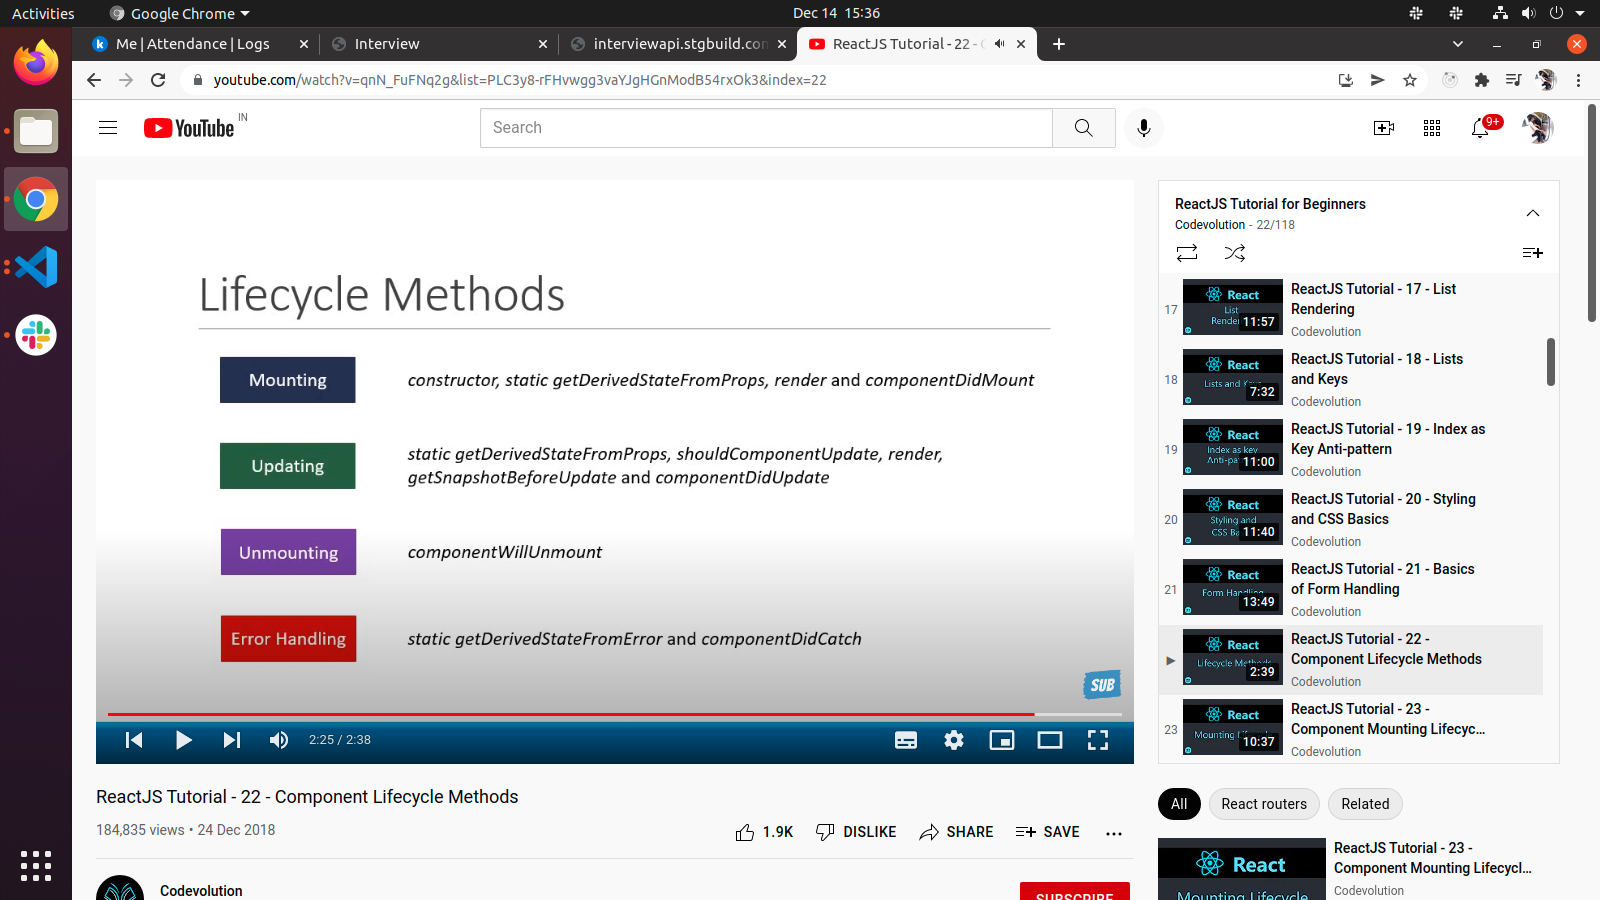 Activities
Google Chrome
Dec 14 15:36
Me | Attendance | Logs
Interview
interviewapi.stgbuild.con
ReactJS Tutorial - 22 -
youtube.com/watch?v=qnN_FuFNq2g&list=PLC3y8-rFHvwgg3vaYJgHGnModB54rxOk3&index=22
YouTube
IN
Search
9+
Lifecycle Methods
Mounting
constructor, static getDerivedStateFromProps, render and componentDidMount
Updating
static getDerivedStateFromProps, shouldComponentUpdate, render,
getSnapshotBeforeUpdate and componentDidUpdate
Unmounting
componentWillUnmount
Error Handling
static getDerivedStateFromError and componentDidCatch
SUB
2:25 / 2:38
ReactJS Tutorial - 22 - Component Lifecycle Methods
184,835 views • 24 Dec 2018
1.9K
DISLIKE
SHARE
SAVE
Codevolution
SUBSCRIBE
ReactJS Tutorial for Beginners
Codevolution - 22/118
17
React
List
11:57
ReactJS Tutorial - 17 - List
Rendering
Codevolution
18
React
Lists and
7:32
ReactJS Tutorial - 18 - Lists
and Keys
Codevolution
19
React
Index as key
11:00
ReactJS Tutorial - 19 - Index as
Key Anti-pattern
Codevolution
20
React
Styling and
CSS
11:40
ReactJS Tutorial - 20 - Styling
and CSS Basics
Codevolution
21
React
Form Handling
13:49
ReactJS Tutorial - 21 - Basics
of Form Handling
Codevolution
React
Lifecycle Methods
2:39
ReactJS Tutorial - 22 -
Component Lifecycle Methods
Codevolution
23
React
Mounting
10:37
ReactJS Tutorial - 23 -
Component Mounting Lifecyc...
Codevolution
All
React routers
Related
React
Mounting Lifecycle
ReactJS Tutorial - 23 -
Component Mounting Lifecycl...
Codevolution